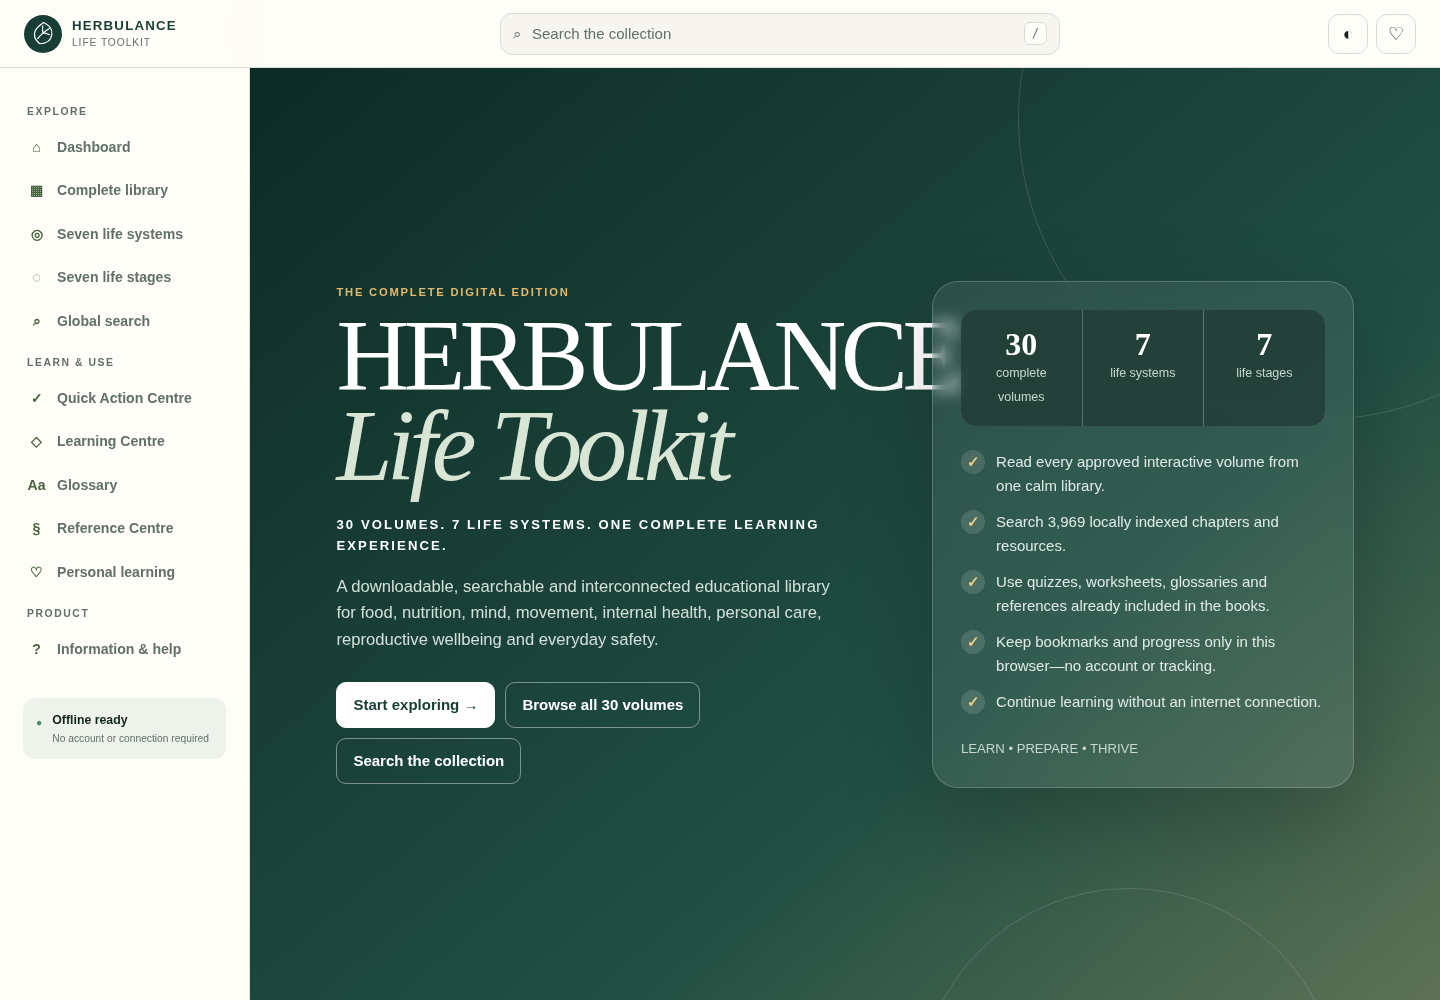 HERBULANCE
LIFE TOOLKIT
Search the collection
/
EXPLORE
Dashboard
Complete library
Seven life systems
Seven life stages
Global search
LEARN & USE
Quick Action Centre
Learning Centre
Aa Glossary
§ Reference Centre
Personal learning
PRODUCT
? Information & help
Offline ready
No account or connection required
THE COMPLETE DIGITAL EDITION
HERBULANCE
Life Toolkit
30 VOLUMES. 7 LIFE SYSTEMS. ONE COMPLETE LEARNING
EXPERIENCE.
A downloadable, searchable and interconnected educational library
for food, nutrition, mind, movement, internal health, personal care,
reproductive wellbeing and everyday safety.
Start exploring →
Browse all 30 volumes
Search the collection
30
complete
volumes
7
life systems
7
life stages
✓ Read every approved interactive volume from
one calm library.
✓ Search 3,969 locally indexed chapters and
resources.
✓ Use quizzes, worksheets, glossaries and
references already included in the books.
✓ Keep bookmarks and progress only in this
browser—no account or tracking.
✓ Continue learning without an internet connection.
LEARN • PREPARE • THRIVE